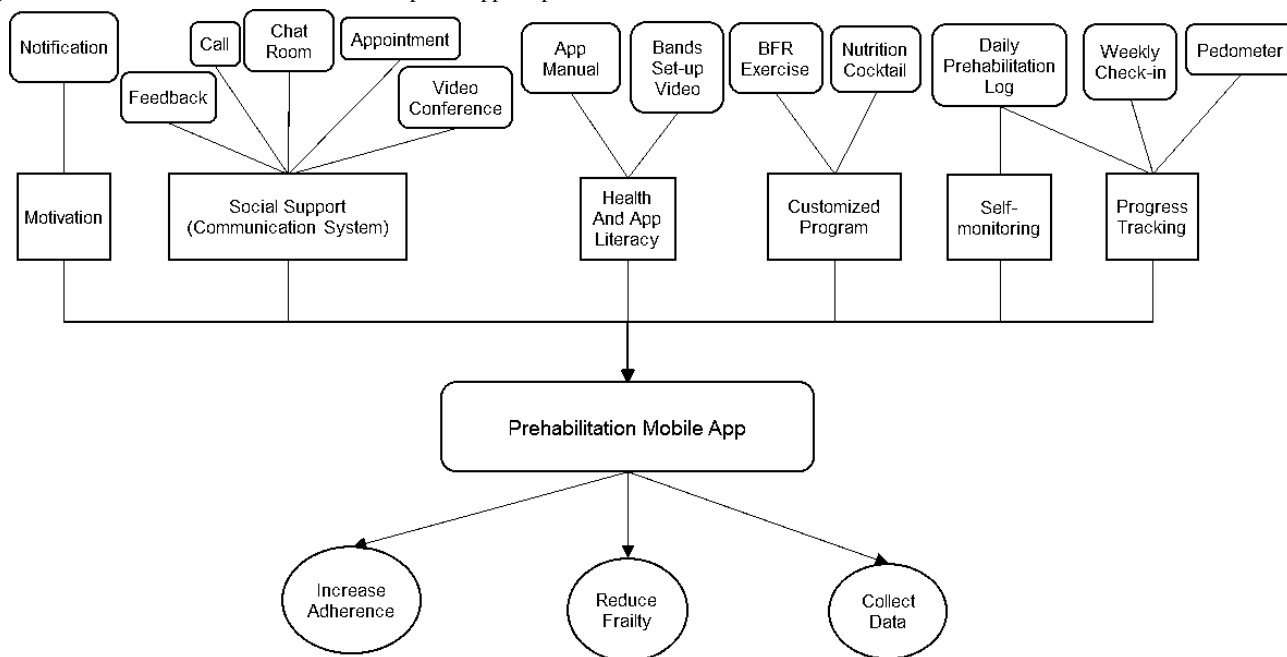 Notification
Call
Chat
Room
Appointment
Feedback
Video
Conference
App
Manual
Bands
Set-up
Video
BFR
Exercise
Nutrition
Cocktail
Daily
Prehabilitation
Log
Weekly
Check-in
Pedometer
Motivation
Social Support
(Communication System)
Health
And App
Literacy
Customized
Program
Self-
monitoring
Progress
Tracking
Prehabilitation Mobile App
Increase
Adherence
Reduce
Frailty
Collect
Data